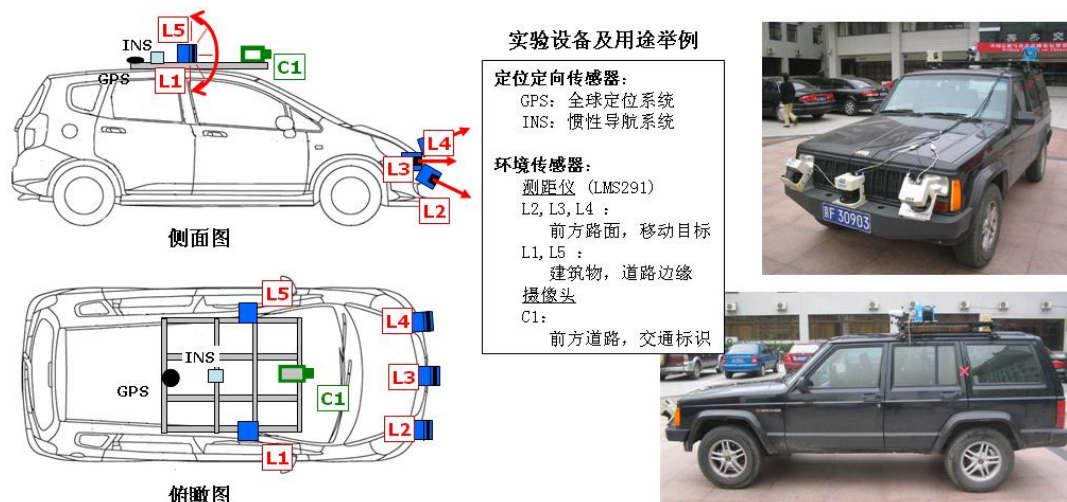 L5
INS
GPS
L1
C1
L4
L3
L2
侧面图
L5
L4
INS
GPS
C1
L3
L2
L1
俯瞰图
实验设备及用途举例
定位定向传感器：
GPS: 全球定位系统
INS: 惯性导航系统
环境传感器：
测距仪 (LMS291)
L2,L3,L4 :
前方路面，移动目标
L1,L5 :
建筑物，道路边缘
摄像头
C1:
前方道路，交通标识
30903